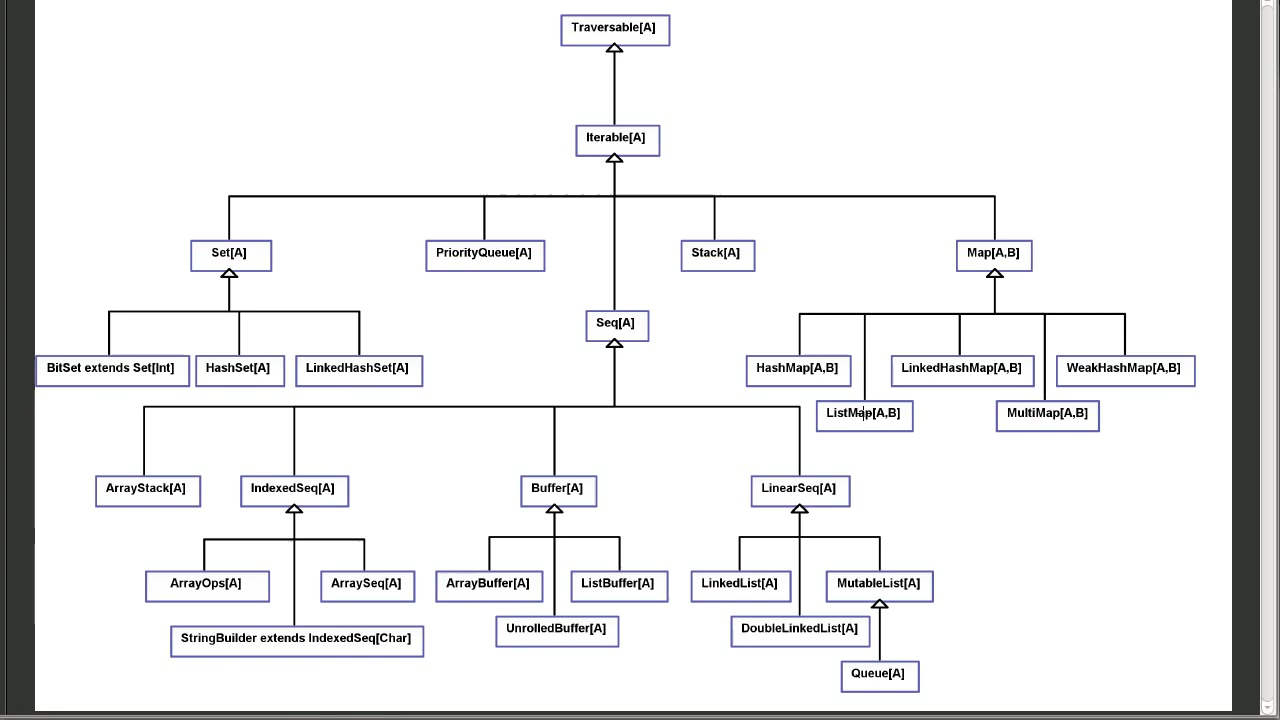 Traversable[A]
Iterable[A]
Set[A]
PriorityQueue[A]
Stack[A]
Map[A,B]
Seq[A]
BitSet extends Set[Int]
HashSet[A]
LinkedHashSet[A]
HashMap[A,B]
LinkedHashMap[A,B]
WeakHashMap[A,B]
ListMap[A,B]
MultiMap[A,B]
ArrayStack[A]
IndexedSeq[A]
Buffer[A]
LinearSeq[A]
ArrayOps[A]
ArraySeq[A]
ArrayBuffer[A]
ListBuffer[A]
LinkedList[A]
MutableList[A]
StringBuilder extends IndexedSeq[Char]
UnrolledBuffer[A]
DoubleLinkedList[A]
Queue[A]